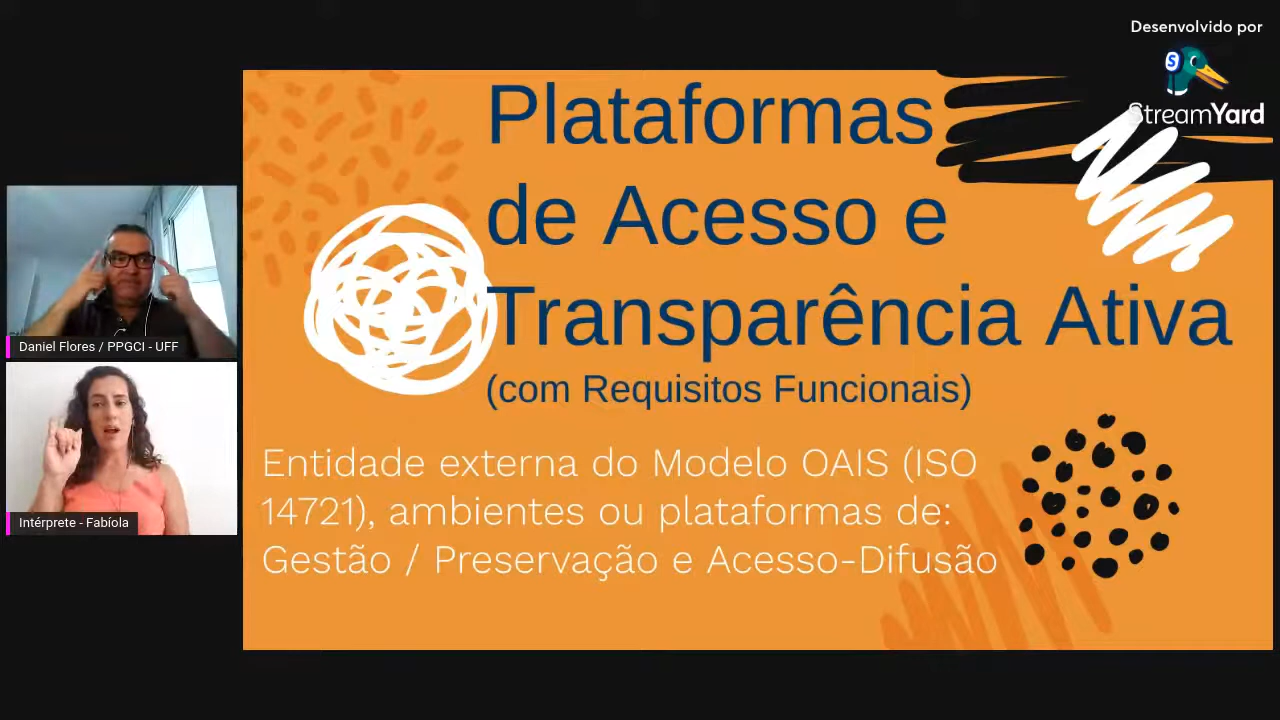 Desenvolvido por
StreamYard
Plataformas
de Acesso e
Transparência Ativa
(com Requisitos Funcionais)
Entidade externa do Modelo OAIS (ISO
14721), ambientes ou plataformas de:
Gestão / Preservação e Acesso-Difusão
Daniel Flores / PPGCI - UFF
Intérprete - Fabíola